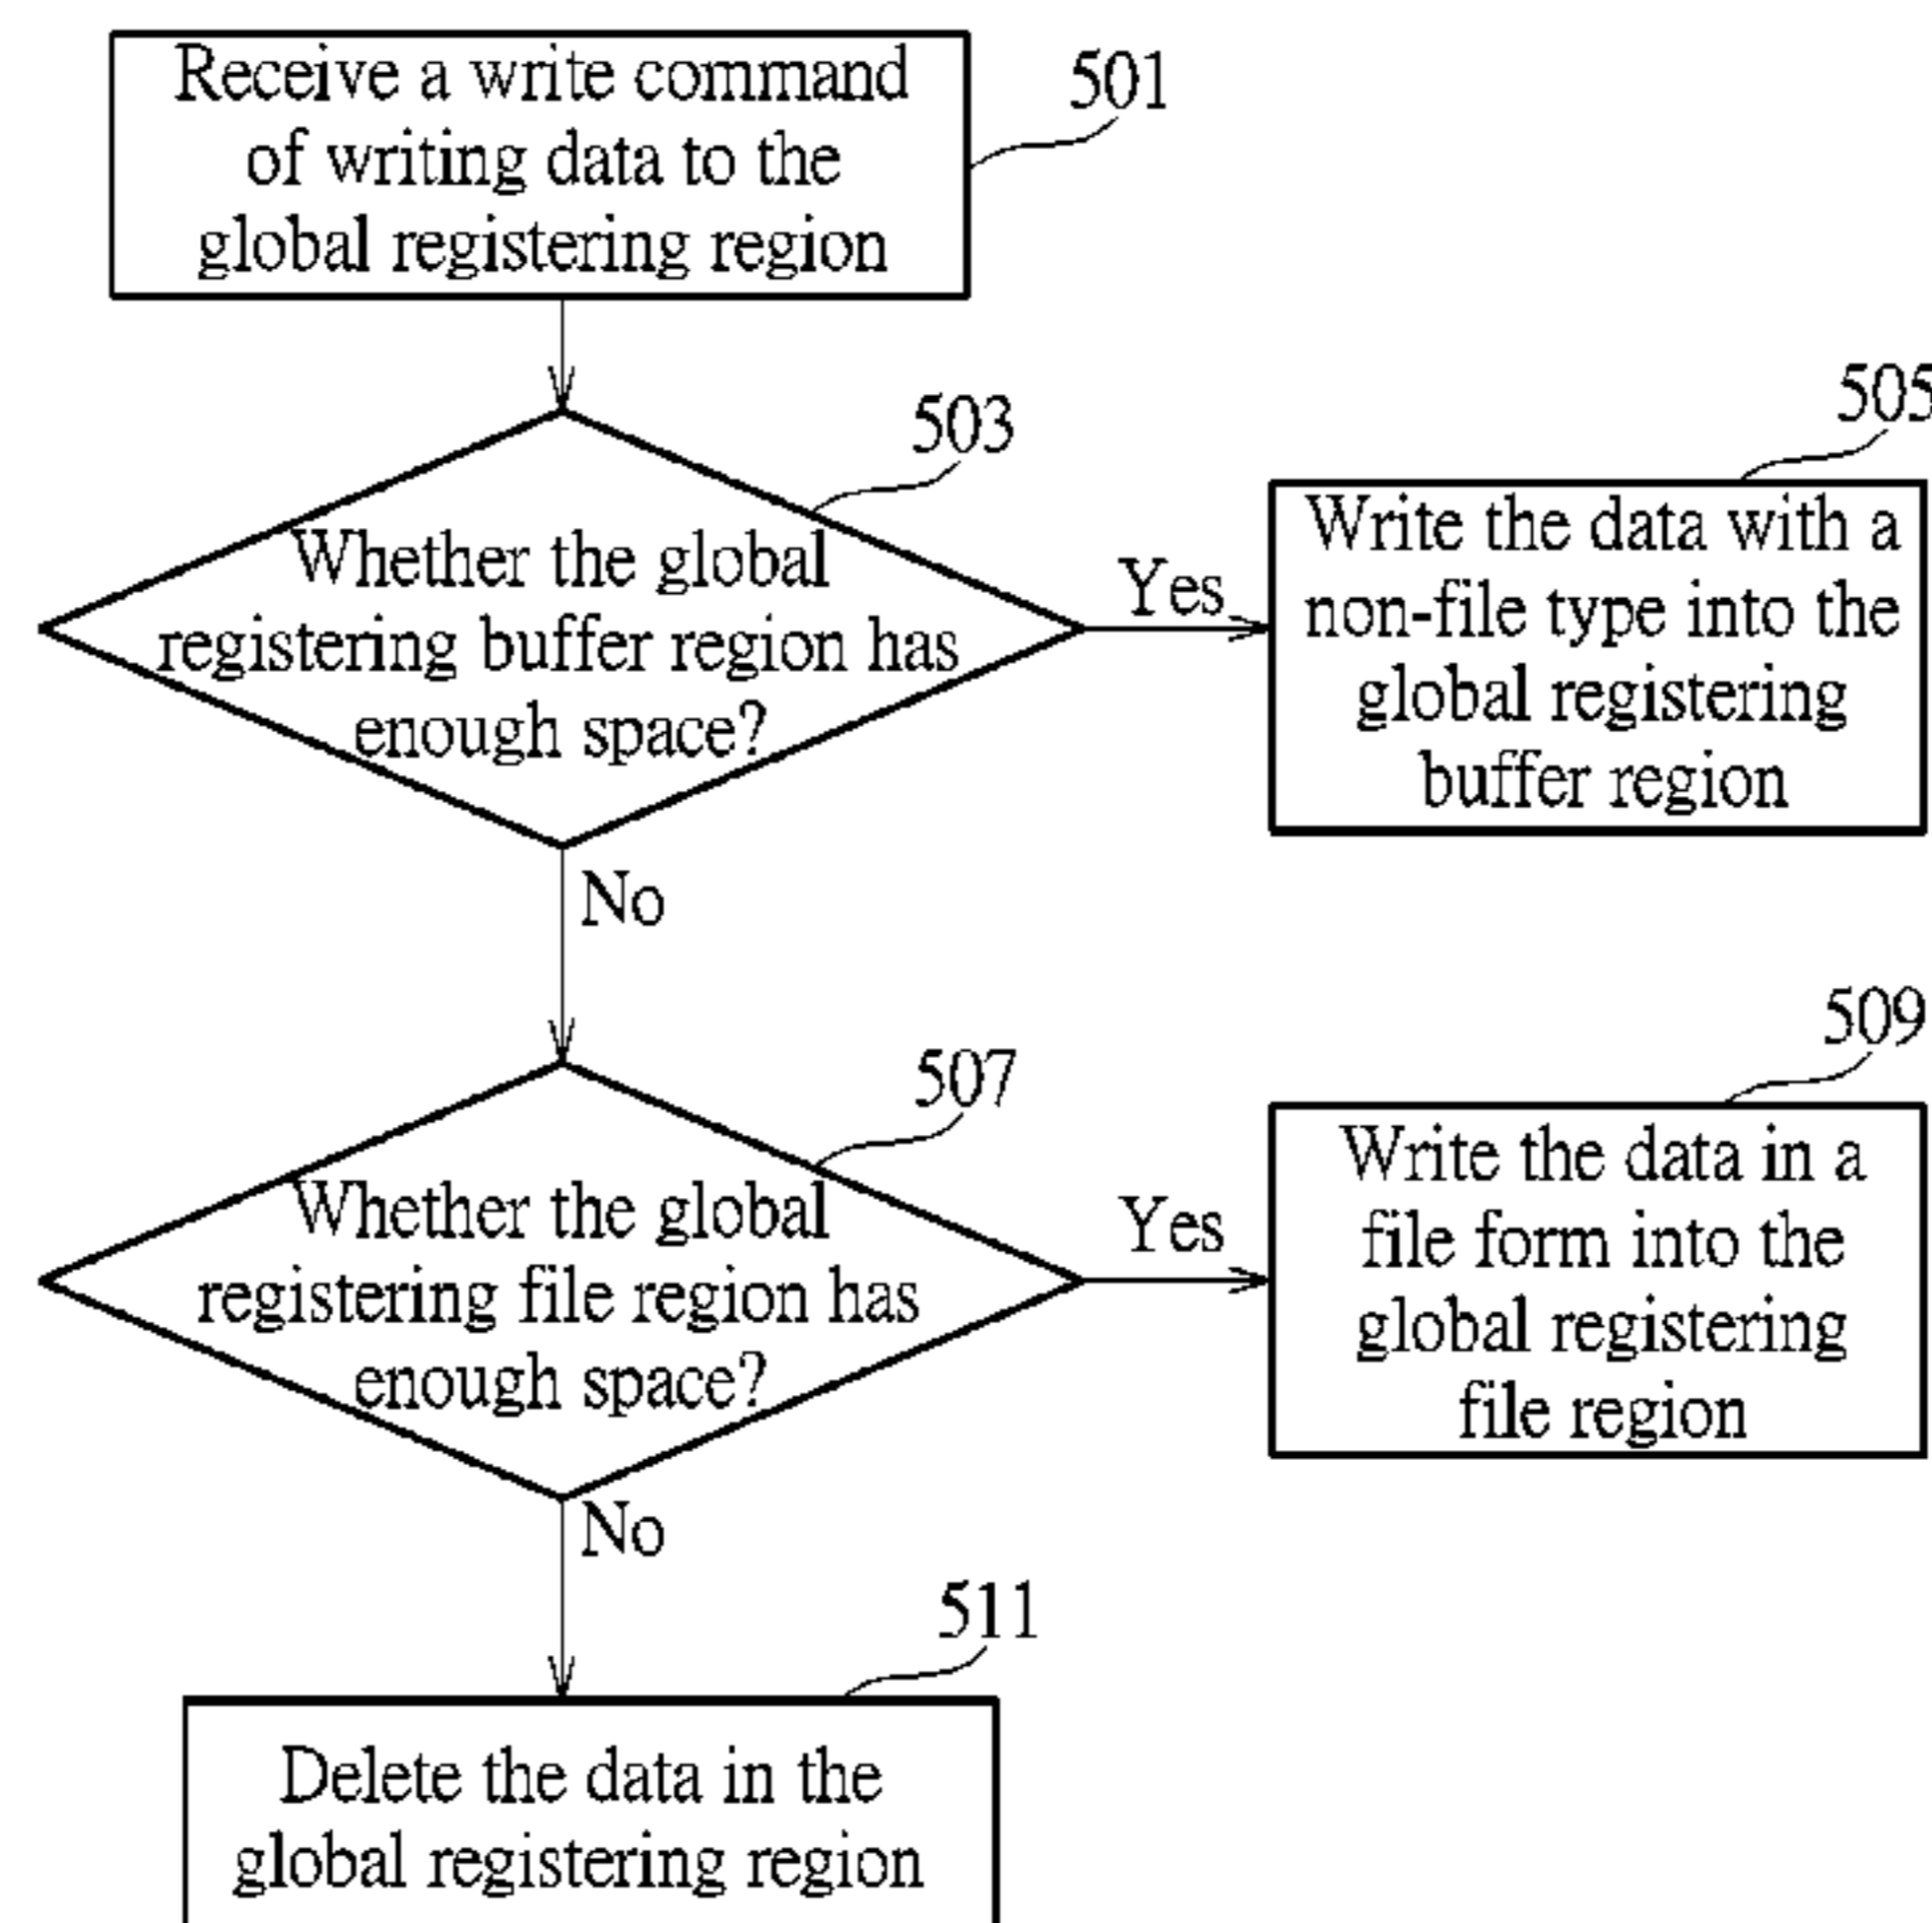 Receive a write command
of writing data to the
global registering region
501
503
Whether the global
registering buffer region has
enough space?
Yes
505
Write the data with a
non-file type into the
global registering
buffer region
No
507
Whether the global
registering file region has
enough space?
Yes
509
Write the data in a
file form into the
global registering
file region
No
511
Delete the data in the
global registering region